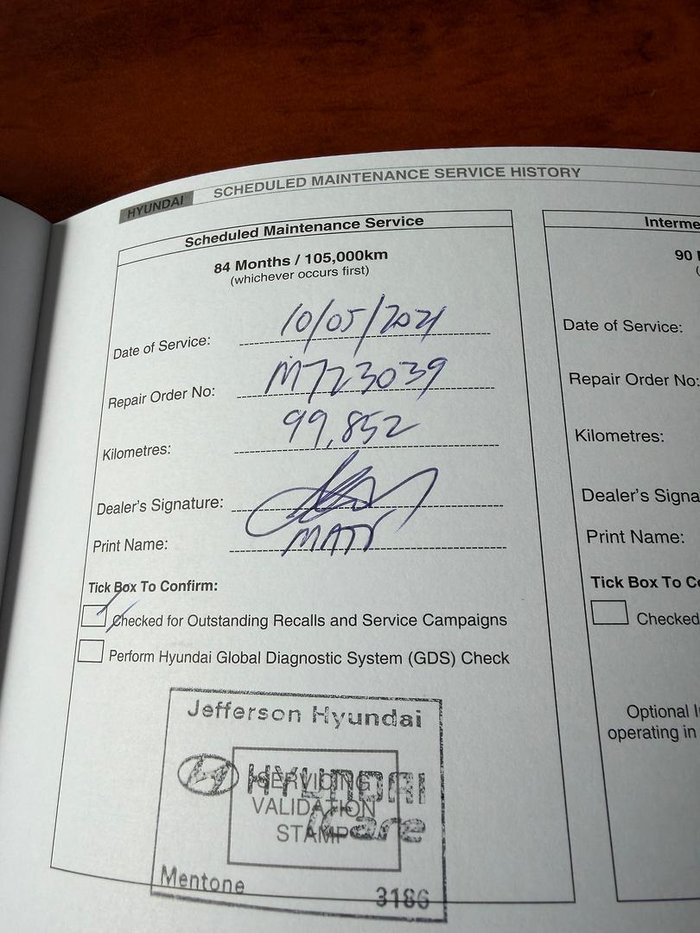 HYUNDAI SCHEDULED MAINTENANCE SERVICE HISTORY
Scheduled Maintenance Service
84 Months / 105,000km
(whichever occurs first)
Date of Service: 10/05/2021
Repair Order No: M723039
Kilometres: 99,852
Dealer's Signature:
Print Name: MATT
Tick Box To Confirm:
Checked for Outstanding Recalls and Service Campaigns
Perform Hyundai Global Diagnostic System (GDS) Check
Jefferson Hyundai
HYUNDAI
iCare
SERVICING
VALIDATION
STAMP
Mentone 3186
Interme
90
Date of Service:
Repair Order No:
Kilometres:
Dealer's Signa
Print Name:
Tick Box To Co
Checked
Optional I
operating in